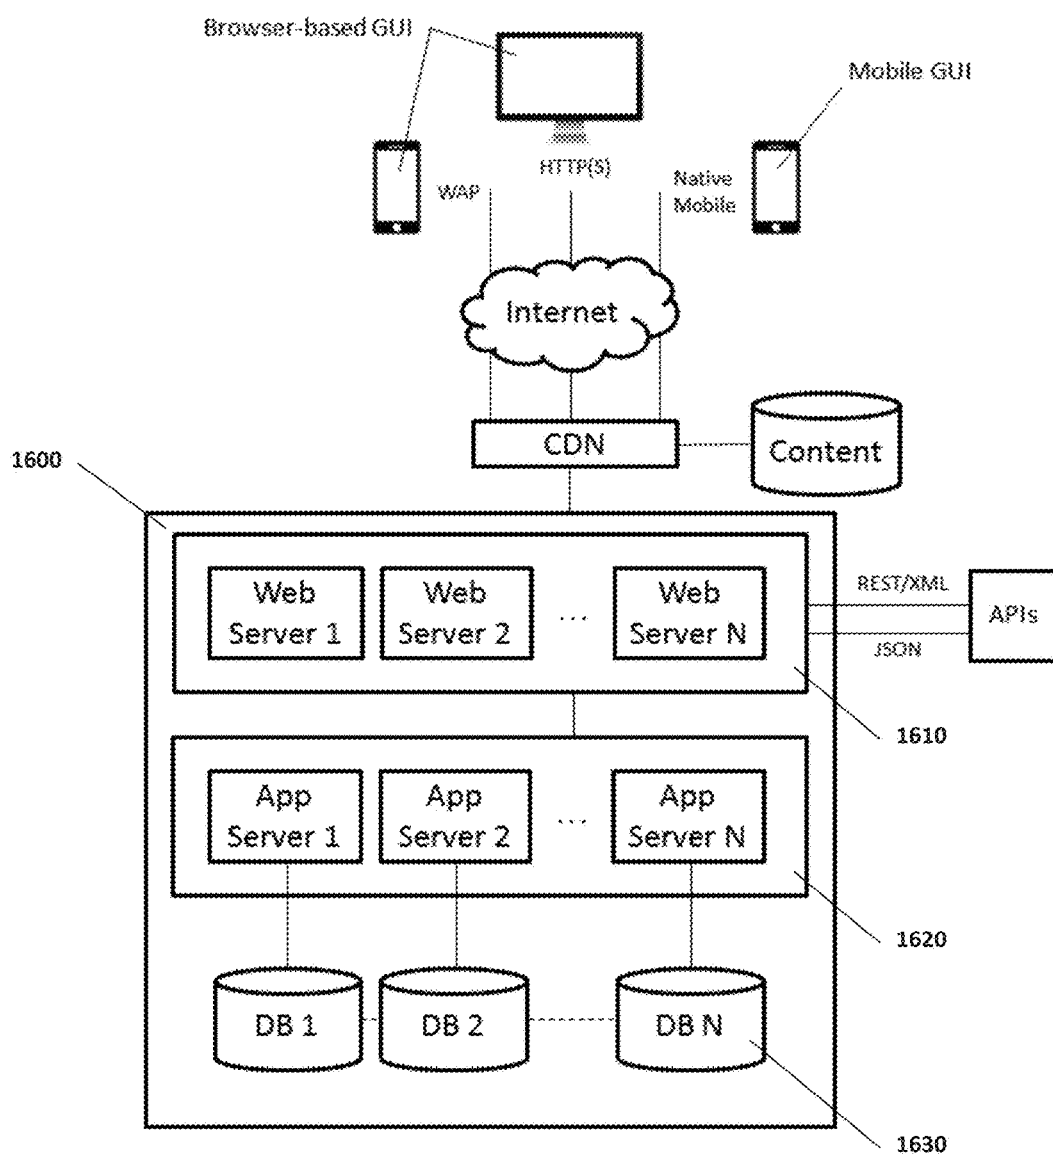 Browser-based GUI
Mobile GUI
HTTP(S)
WAP
Native
Mobile
Internet
CDN
Content
1600
Web
Server 1
Web
Server 2
...
Web
Server N
REST/XML
JSON
APIs
1610
App
Server 1
App
Server 2
...
App
Server N
1620
DB 1
DB 2
DB N
1630